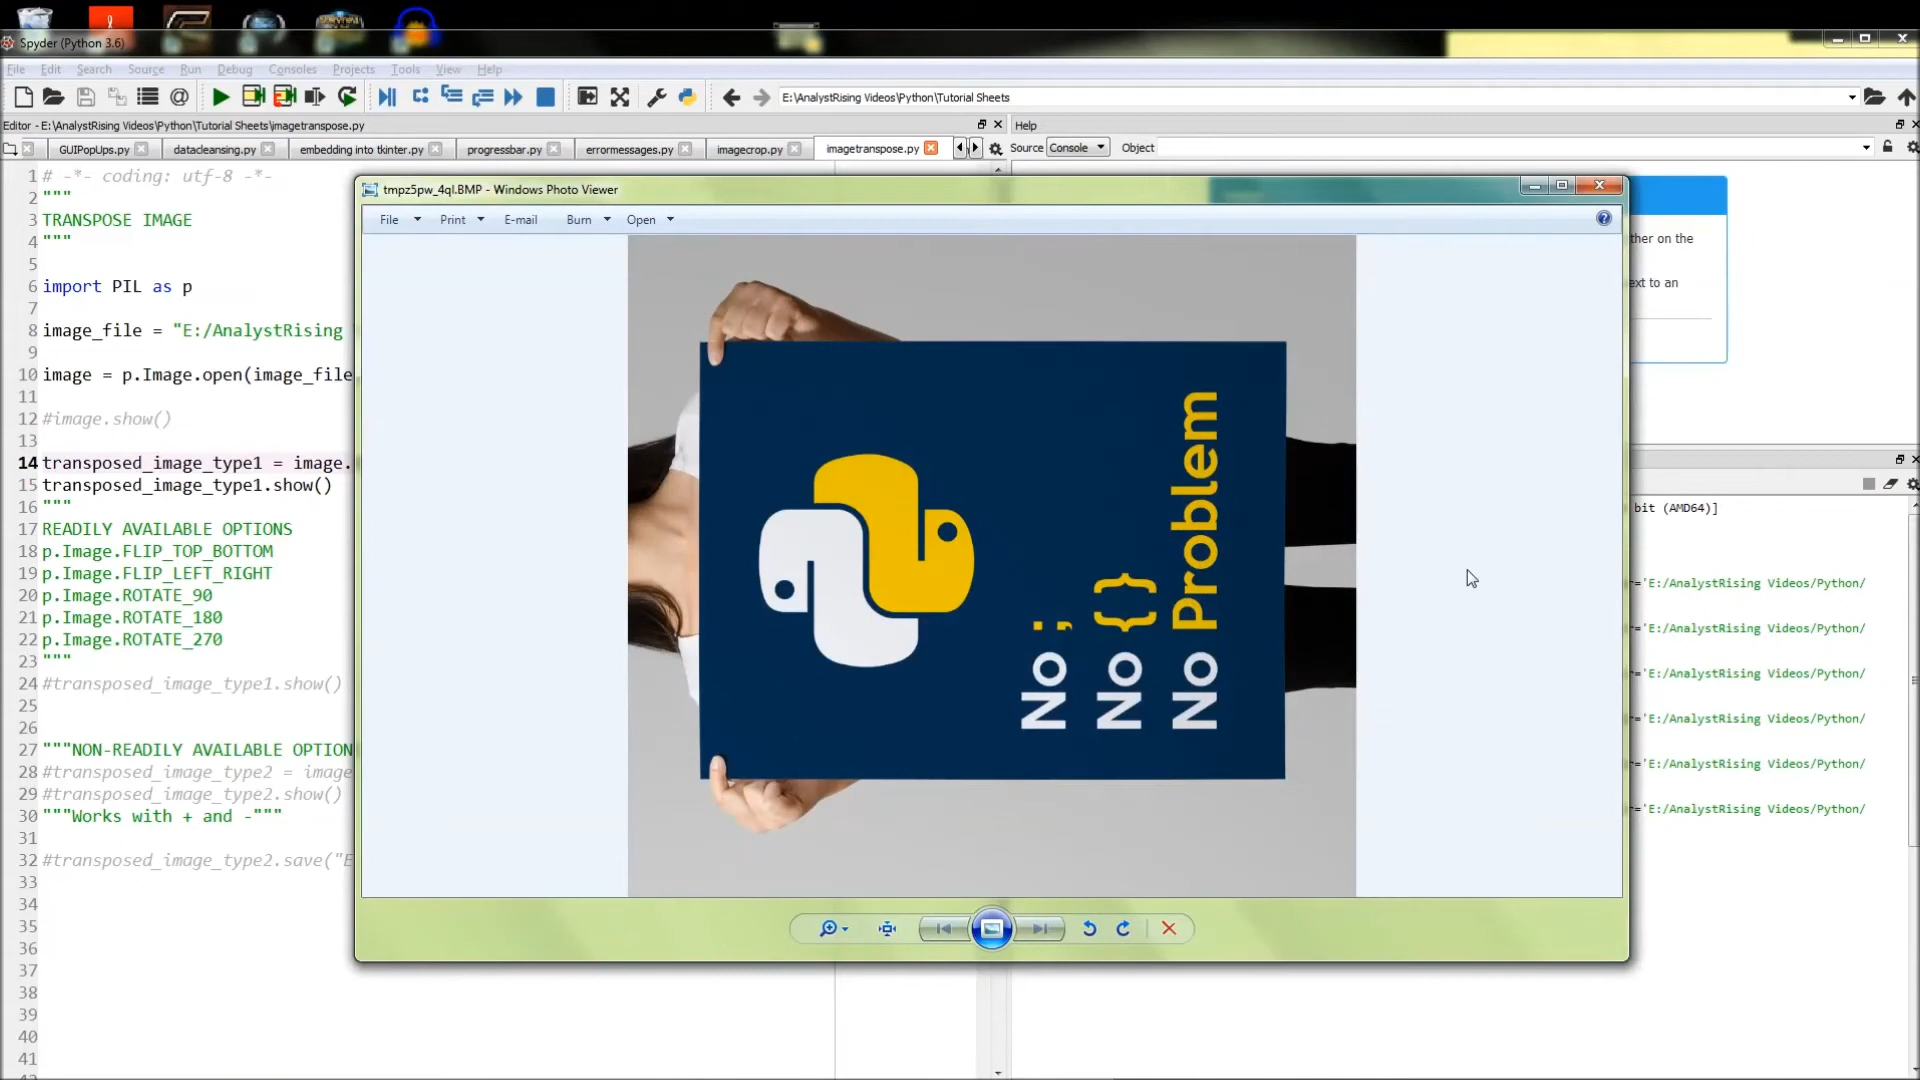 Spyder (Python 3.6)
File Edit Search Source Run Debug Consoles Projects Tools View Help
E:\AnalystRising Videos\Python\Tutorial Sheets
Editor - E:\AnalystRising Videos\Python\Tutorial Sheets\imagetranspose.py
Help
GUIPopUps.py
datacleansing.py
embedding into tkinter.py
progressbar.py
errormessages.py
imagecrop.py
imagetranspose.py
Source Console Object
1 # -*- coding: utf-8 -*-
2 """
3 TRANSPOSE IMAGE
4 """
5
6 import PIL as p
7
8 image_file = "E:/AnalystRising
9
10 image = p.Image.open(image_file
11
12 #image.show()
13
14 transposed_image_type1 = image.
15 transposed_image_type1.show()
16 """
17 READILY AVAILABLE OPTIONS
18 p.Image.FLIP_TOP_BOTTOM
19 p.Image.FLIP_LEFT_RIGHT
20 p.Image.ROTATE_90
21 p.Image.ROTATE_180
22 p.Image.ROTATE_270
23 """
24 #transposed_image_type1.show()
25
26
27 """NON-READILY AVAILABLE OPTION
28 #transposed_image_type2 = image
29 #transposed_image_type2.show()
30 """Works with + and -"""
31
32 #transposed_image_type2.save("E
33
34
35
36
37
38
39
40
41
tmpz5pw_4ql.BMP - Windows Photo Viewer
File Print E-mail Burn Open
No ;
No { }
No Problem
ther on the
ext to an
bit (AMD64)]
r='E:/AnalystRising Videos/Python/
r='E:/AnalystRising Videos/Python/
r='E:/AnalystRising Videos/Python/
r='E:/AnalystRising Videos/Python/
r='E:/AnalystRising Videos/Python/
r='E:/AnalystRising Videos/Python/